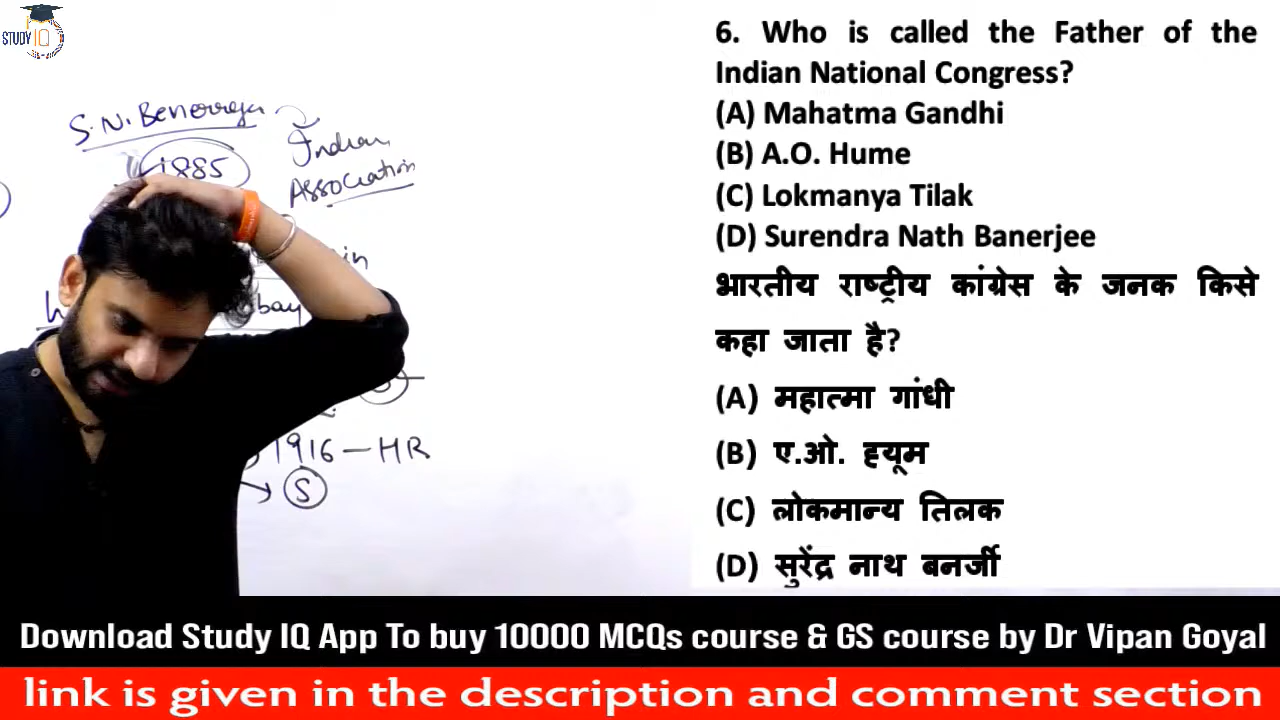 STUDY IQ
S.N. Benerrgee
1885
Indian
Association
in
bay
1916 – HR
S
6. Who is called the Father of the
Indian National Congress?
(A) Mahatma Gandhi
(B) A.O. Hume
(C) Lokmanya Tilak
(D) Surendra Nath Banerjee
भारतीय राष्ट्रीय कांग्रेस के जनक किसे
कहा जाता है?
(A) महात्मा गांधी
(B) ए.ओ. ह्यूम
(C) लोकमान्य तिलक
(D) सुरेंद्र नाथ बनर्जी
Download Study IQ App To buy 10000 MCQs course & GS course by Dr Vipan Goyal
link is given in the description and comment section